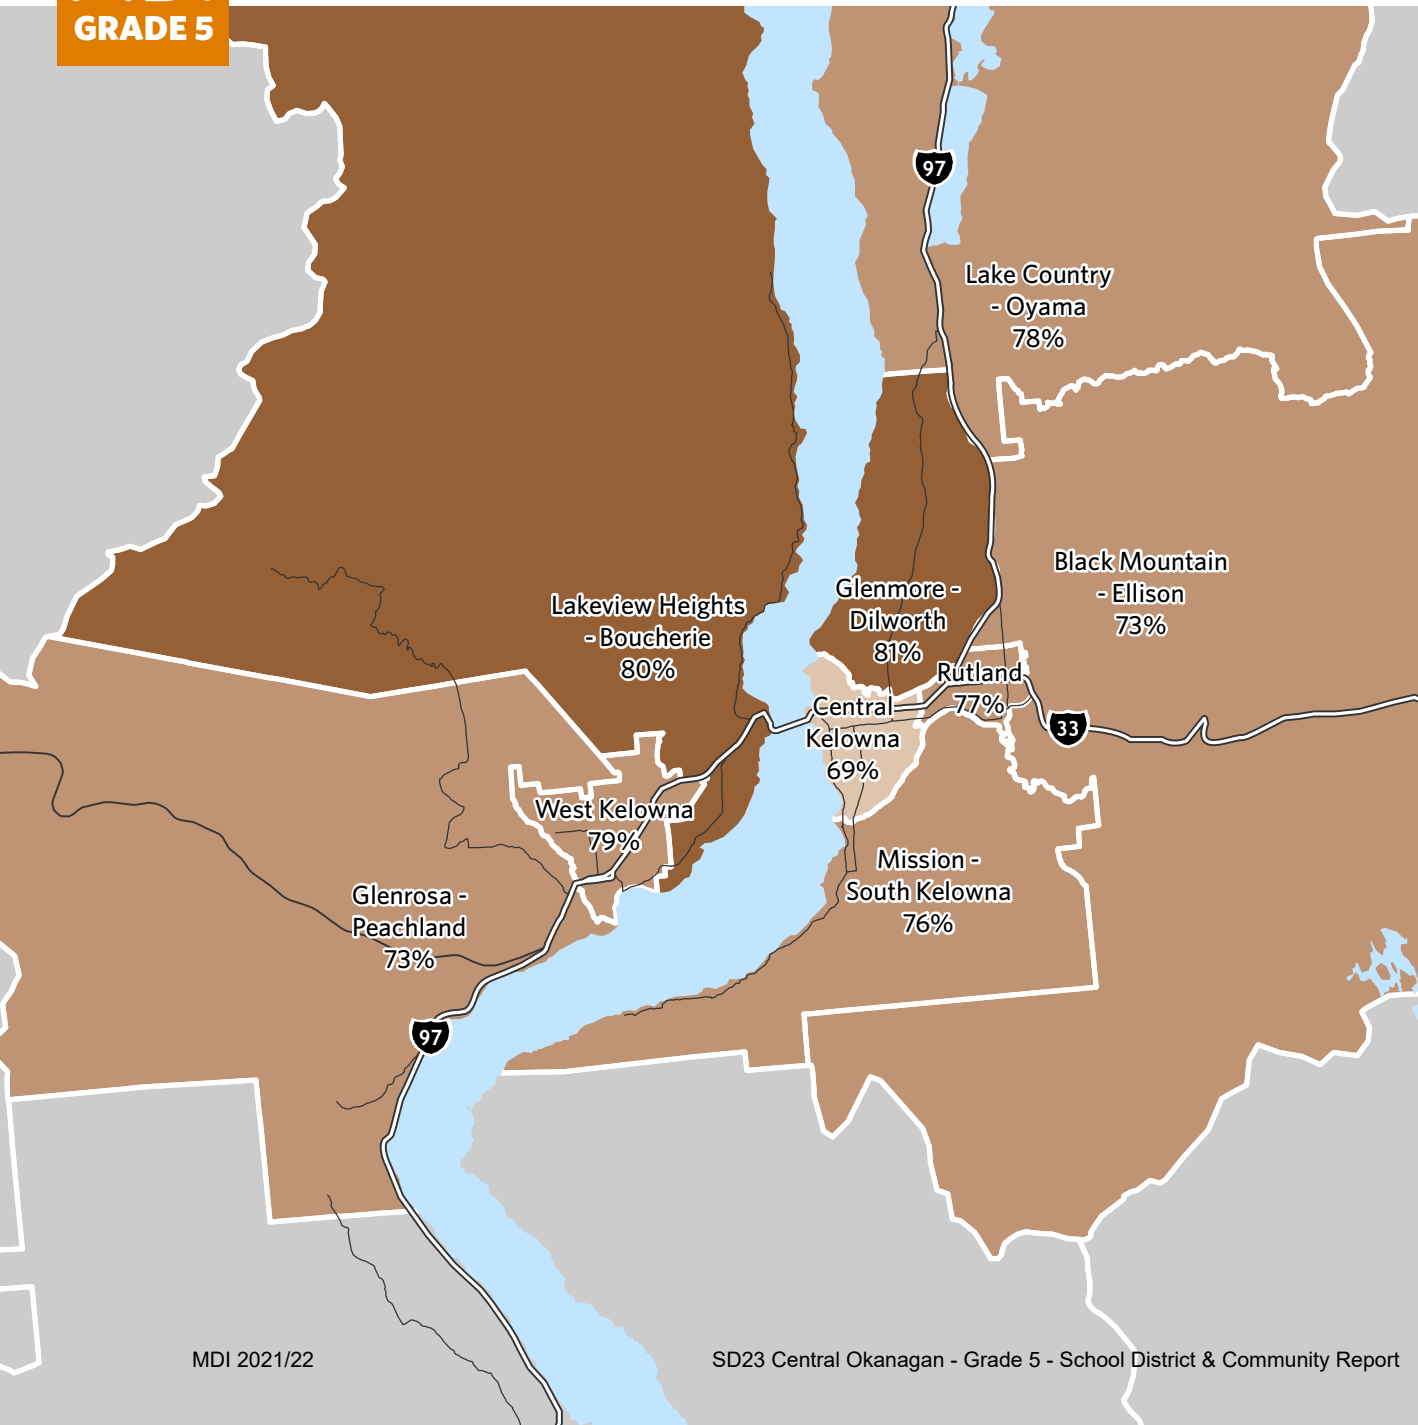 GRADE 5
97
Lake Country
- Oyama
78%
Black Mountain
- Ellison
73%
Lakeview Heights
- Boucherie
80%
Glenmore -
Dilworth
81%
Rutland
77%
Central
Kelowna
69%
33
West Kelowna
79%
Mission -
South Kelowna
76%
Glenrosa -
Peachland
73%
97
MDI 2021/22
SD23 Central Okanagan - Grade 5 - School District & Community Report